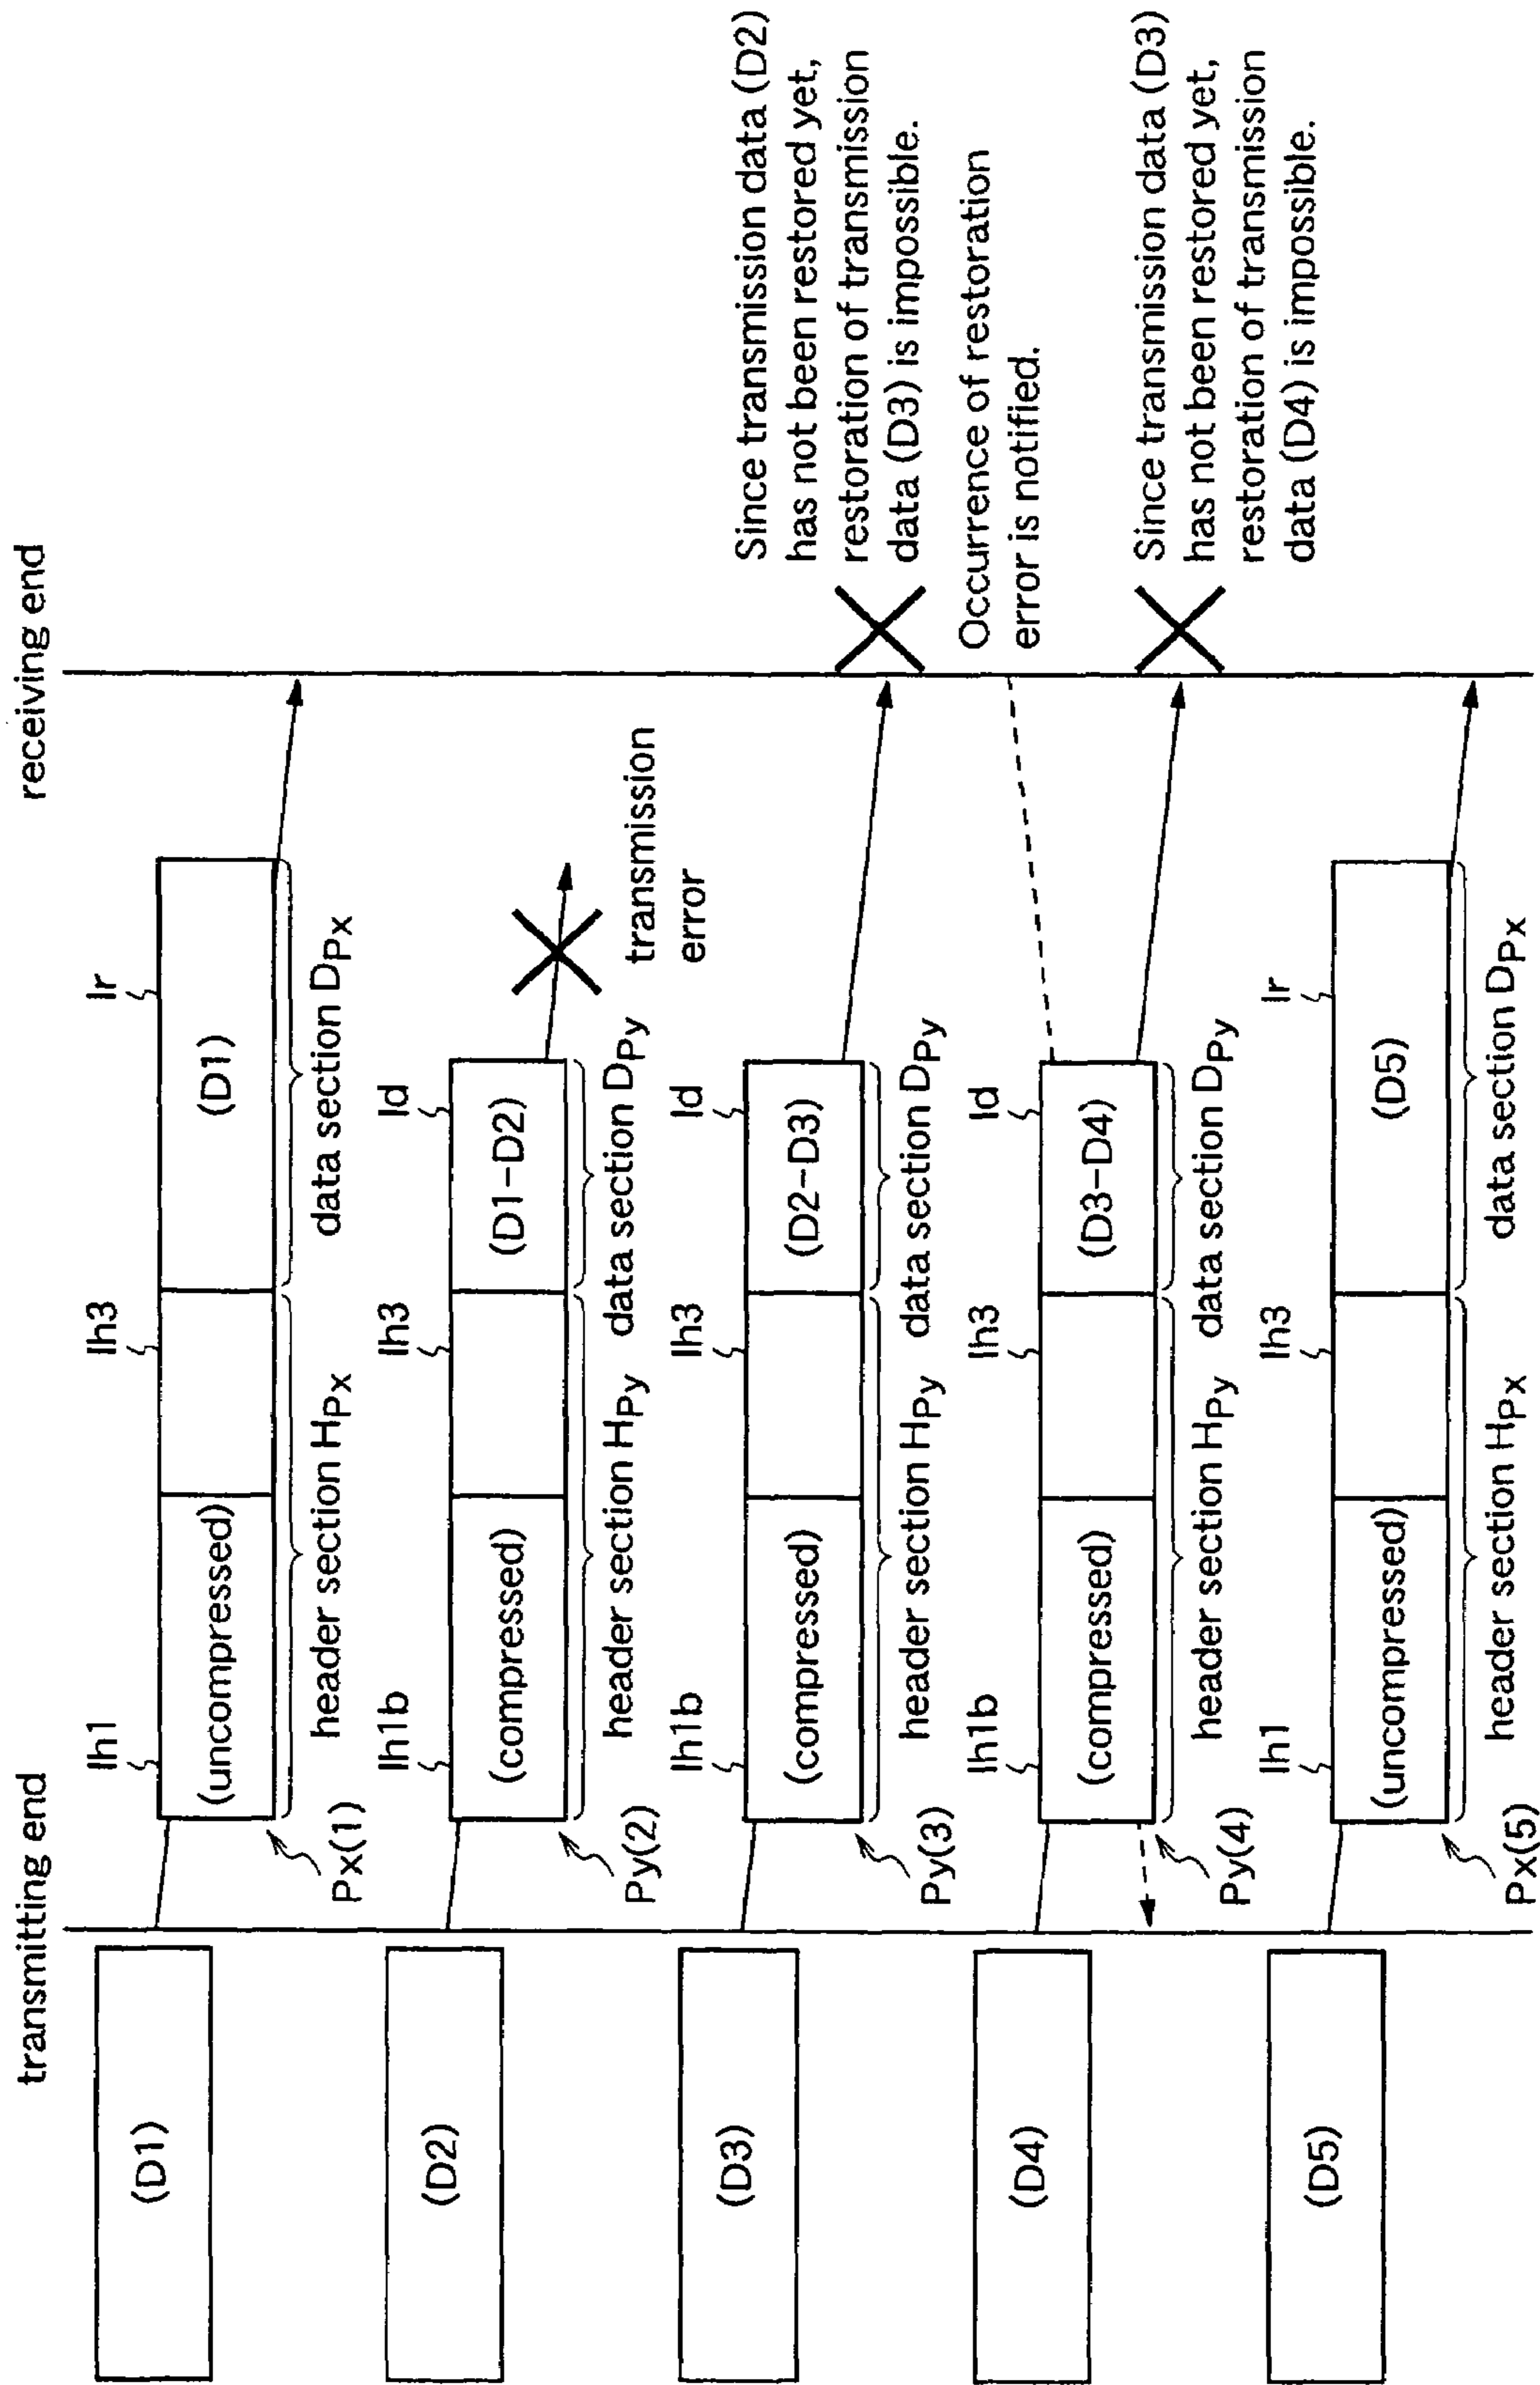 transmitting end
receiving end
(D1)
Ih1
Ih3
Ir
(uncompressed)
(D1)
Px(1)
header section HPx
data section DPx
(D2)
Ih1b
Ih3
Id
(compressed)
(D1-D2)
Py(2)
header section HPy
data section DPy
transmission
error
(D3)
Ih1b
Ih3
Id
(compressed)
(D2-D3)
Py(3)
header section HPy
data section DPy
Since transmission data (D2)
has not been restored yet,
restoration of transmission
data (D3) is impossible.
Occurrence of restoration
error is notified.
(D4)
Ih1b
Ih3
Id
(compressed)
(D3-D4)
Py(4)
header section HPy
data section DPy
Since transmission data (D3)
has not been restored yet,
restoration of transmission
data (D4) is impossible.
(D5)
Ih1
Ih3
Ir
(uncompressed)
(D5)
Px(5)
header section HPx
data section DPx